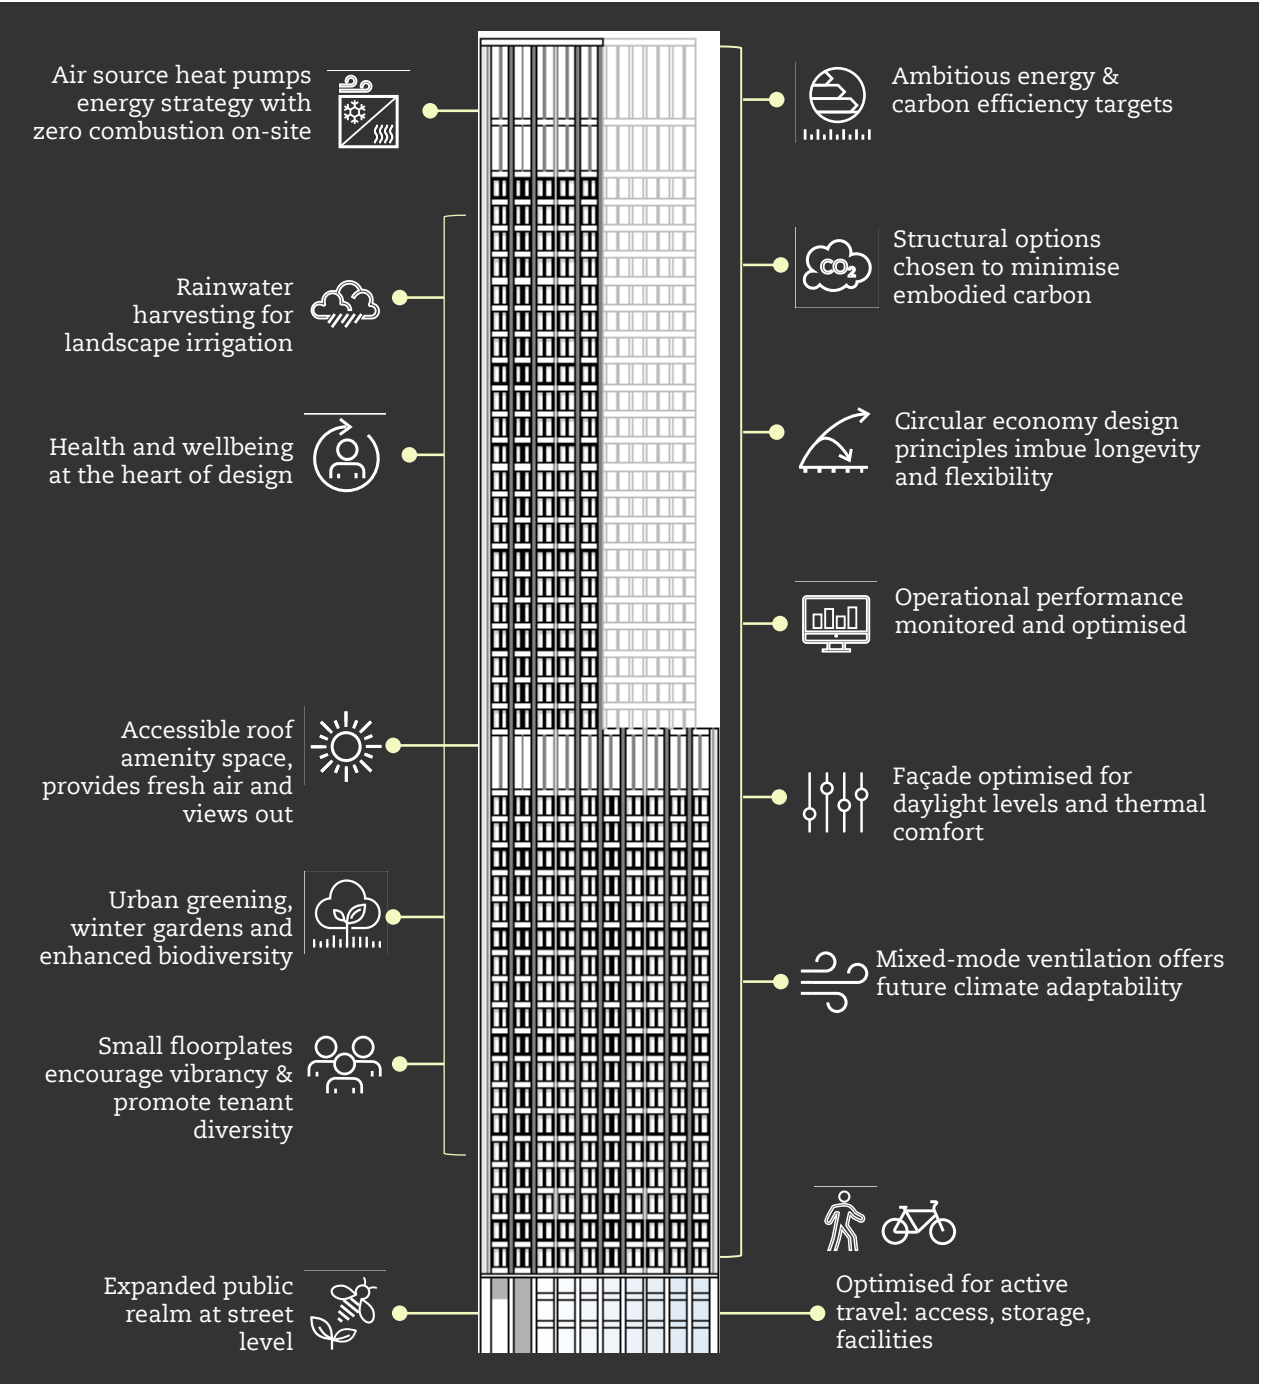 Air source heat pumps
energy strategy with
zero combustion on-site
Rainwater
harvesting for
landscape irrigation
Health and wellbeing
at the heart of design
Accessible roof
amenity space,
provides fresh air and
views out
Urban greening,
winter gardens and
enhanced biodiversity
Small floorplates
encourage vibrancy &
promote tenant
diversity
Expanded public
realm at street
level
Ambitious energy &
carbon efficiency targets
CO2
Structural options
chosen to minimise
embodied carbon
Circular economy design
principles imbue longevity
and flexibility
Operational performance
monitored and optimised
Façade optimised for
daylight levels and thermal
comfort
Mixed-mode ventilation offers
future climate adaptability
Optimised for active
travel: access, storage,
facilities